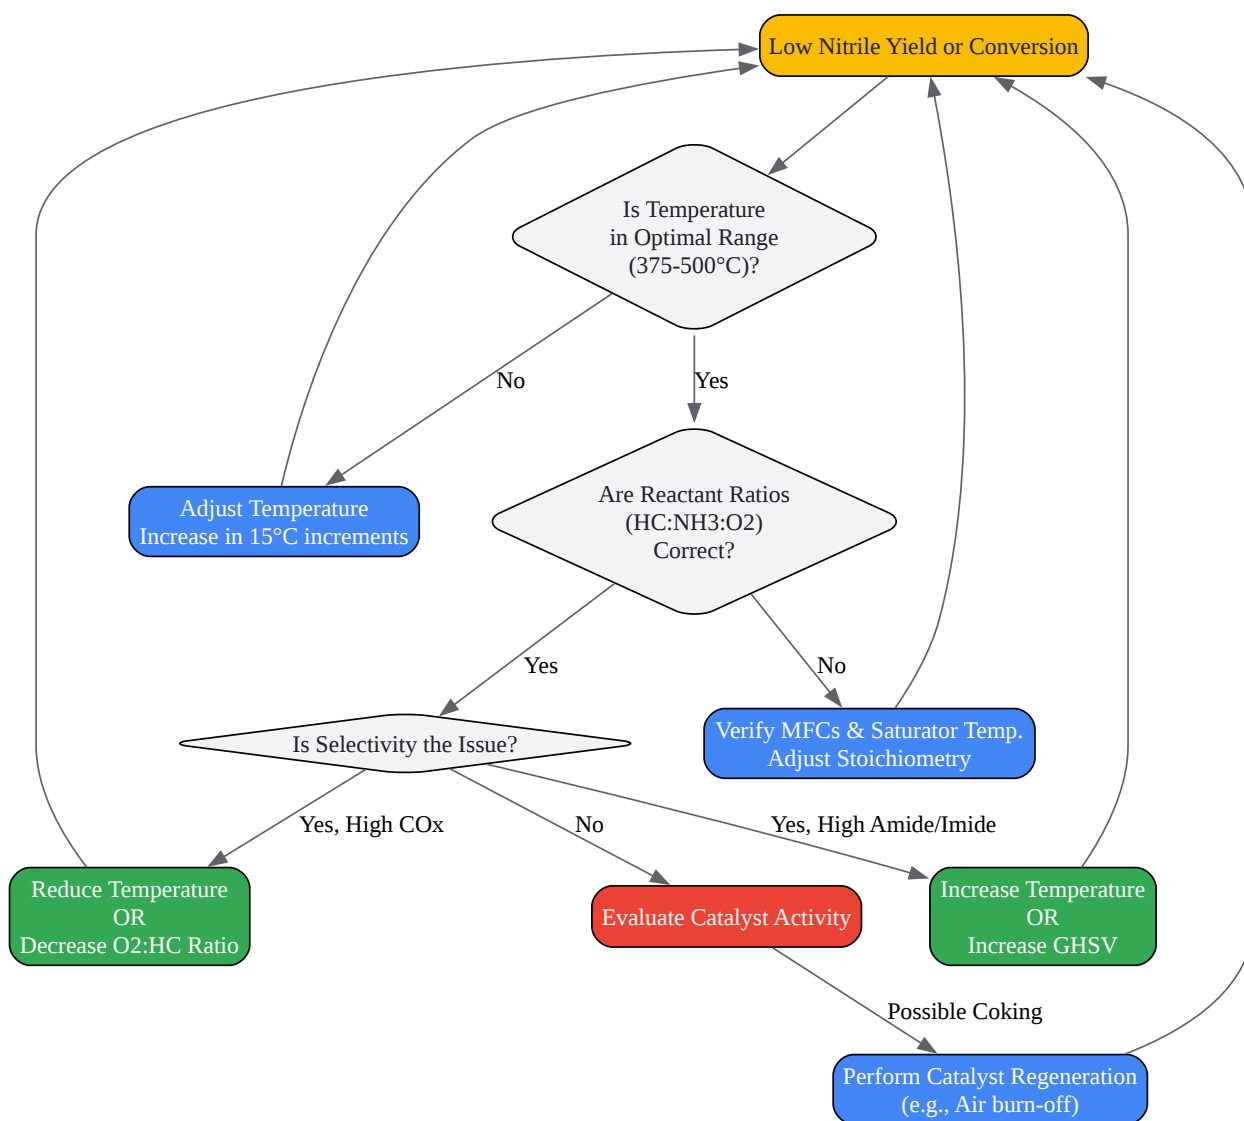 Low Nitrile Yield or Conversion
Is Temperature
in Optimal Range
(375-500°C)?
No
Yes
Adjust Temperature
Increase in 15°C increments
Are Reactant Ratios
(HC:NH3:O2)
Correct?
Yes
No
Is Selectivity the Issue?
Verify MFCs & Saturator Temp.
Adjust Stoichiometry
Yes, High COx
No
Yes, High Amide/Imide
Reduce Temperature
OR
Decrease O2:HC Ratio
Evaluate Catalyst Activity
Increase Temperature
OR
Increase GHSV
Possible Coking
Perform Catalyst Regeneration
(e.g., Air burn-off)